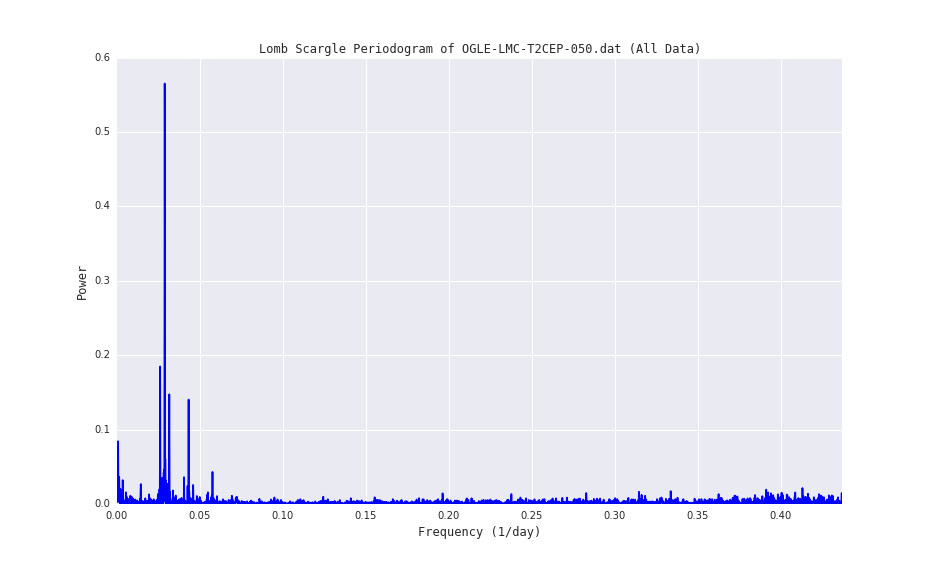 Lomb Scargle Periodogram of OGLE-LMC-T2CEP-050.dat (All Data)
0.6
0.5
0.4
0.3
0.2
0.1
0.0
Power
0.00 0.05 0.10 0.15 0.20 0.25 0.30 0.35 0.40
Frequency (1/day)